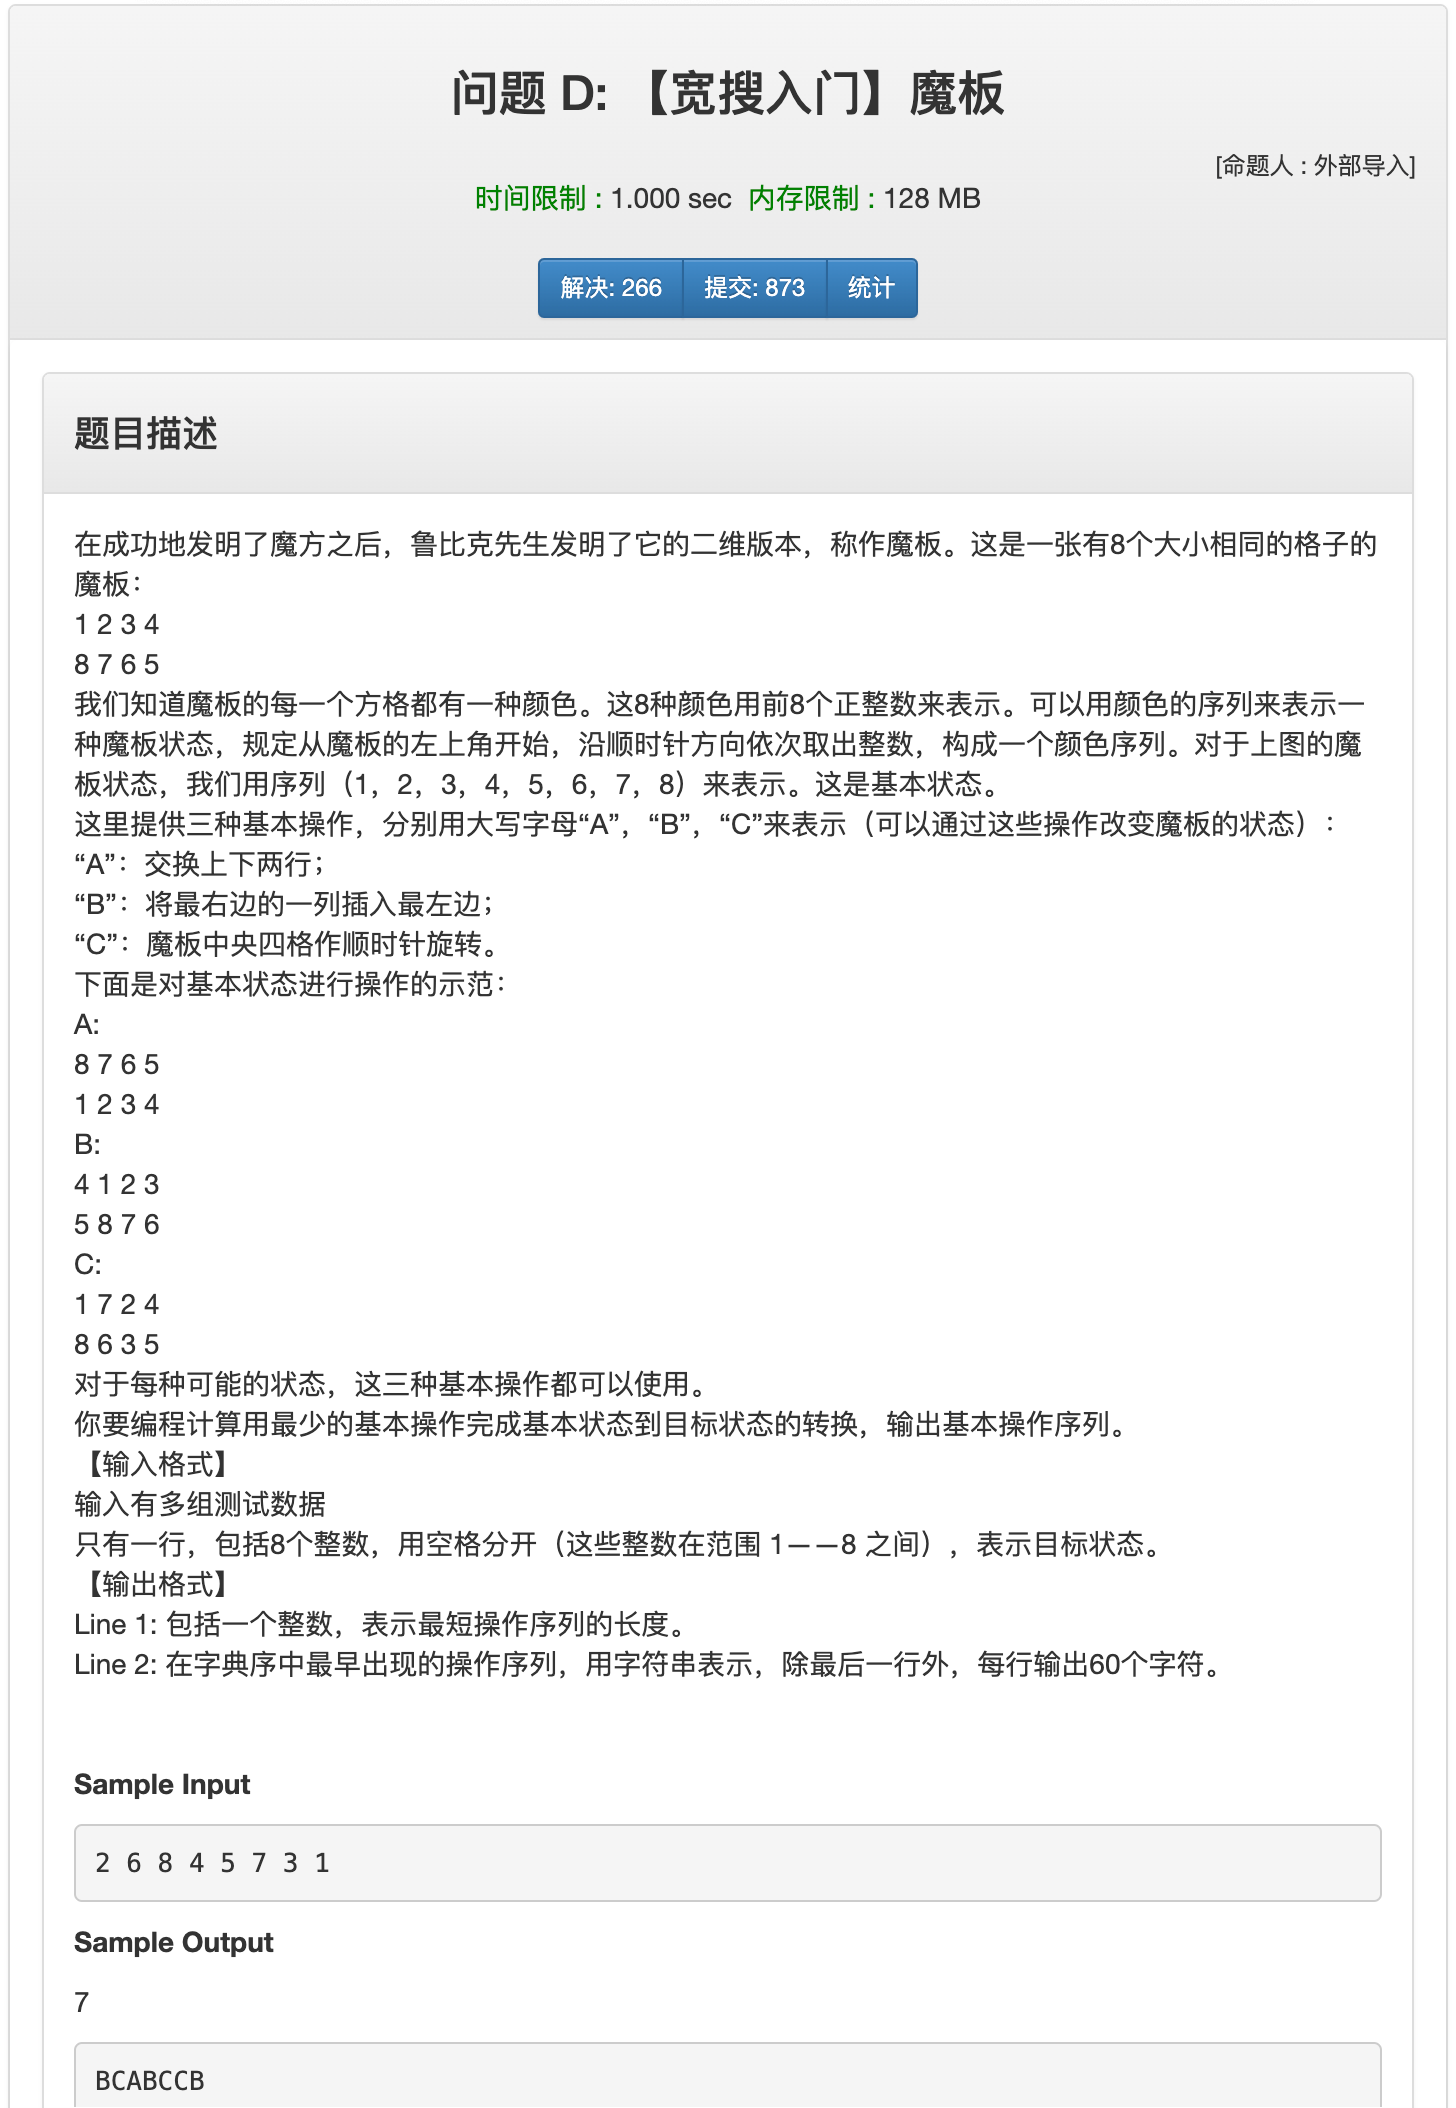 问题 D: 【宽搜入门】魔板
[命题人 : 外部导入]
时间限制 : 1.000 sec 内存限制 : 128 MB
解决: 266 提交: 873 统计
题目描述
在成功地发明了魔方之后，鲁比克先生发明了它的二维版本，称作魔板。这是一张有8个大小相同的格子的
魔板：
1 2 3 4
8 7 6 5
我们知道魔板的每一个方格都有一种颜色。这8种颜色用前8个正整数来表示。可以用颜色的序列来表示一
种魔板状态，规定从魔板的左上角开始，沿顺时针方向依次取出整数，构成一个颜色序列。对于上图的魔
板状态，我们用序列（1，2，3，4，5，6，7，8）来表示。这是基本状态。
这里提供三种基本操作，分别用大写字母“A”，“B”，“C”来表示（可以通过这些操作改变魔板的状态）：
“A”：交换上下两行；
“B”：将最右边的一列插入最左边；
“C”：魔板中央四格作顺时针旋转。
下面是对基本状态进行操作的示范：
A:
8 7 6 5
1 2 3 4
B:
4 1 2 3
5 8 7 6
C:
1 7 2 4
8 6 3 5
对于每种可能的状态，这三种基本操作都可以使用。
你要编程计算用最少的基本操作完成基本状态到目标状态的转换，输出基本操作序列。
【输入格式】
输入有多组测试数据
只有一行，包括8个整数，用空格分开（这些整数在范围 1——8 之间），表示目标状态。
【输出格式】
Line 1: 包括一个整数，表示最短操作序列的长度。
Line 2: 在字典序中最早出现的操作序列，用字符串表示，除最后一行外，每行输出60个字符。
Sample Input
2 6 8 4 5 7 3 1
Sample Output
7
BCABCCB